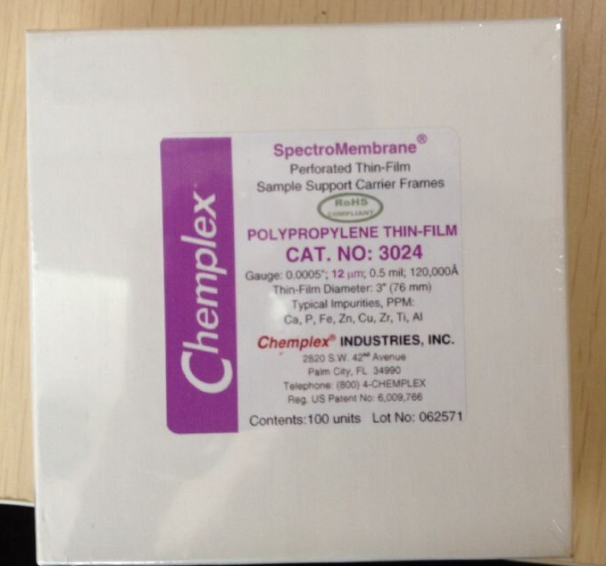 Chemplex
SpectroMembrane®
Perforated Thin-Film
Sample Support Carrier Frames
RoHS
COMPLIANT
POLYPROPYLENE THIN-FILM
CAT. NO: 3024
Gauge: 0.0005"; 12 µm; 0.5 mil; 120,000Å
Thin-Film Diameter: 3" (76 mm)
Typical Impurities, PPM:
Ca, P, Fe, Zn, Cu, Zr, Ti, Al
Chemplex® INDUSTRIES, INC.
2820 S.W. 42ND Avenue
Palm City, FL 34990
Telephone: (800) 4-CHEMPLEX
Reg. US Patent No: 6,009,766
Contents:100 units Lot No: 062571